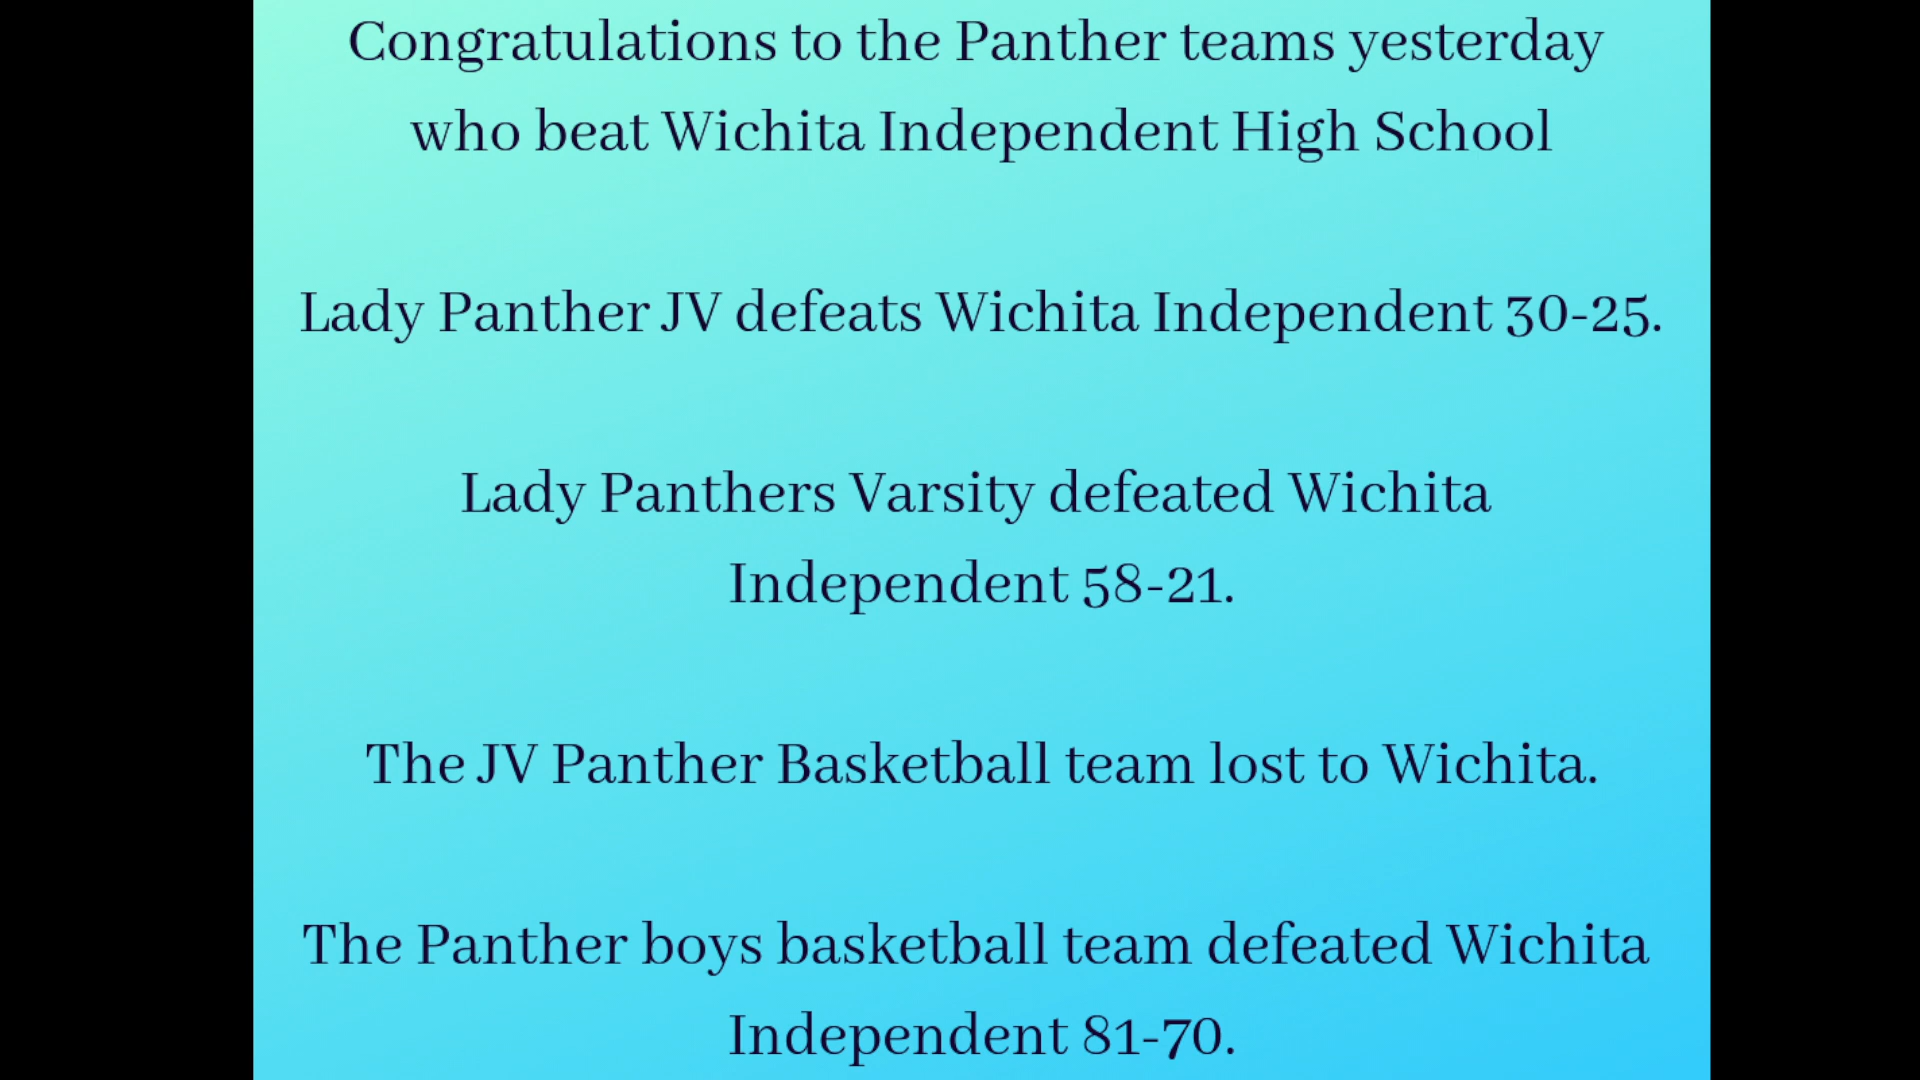 Congratulations to the Panther teams yesterday
who beat Wichita Independent High School
Lady Panther JV defeats Wichita Independent 30-25.
Lady Panthers Varsity defeated Wichita
Independent 58-21.
The JV Panther Basketball team lost to Wichita.
The Panther boys basketball team defeated Wichita
Independent 81-70.